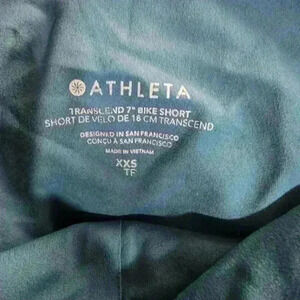 ATHLETA
TRANSCEND 7" BIKE SHORT
SHORT DE VÉLO DE 18 CM TRANSCEND
DESIGNED IN SAN FRANCISCO
CONÇU À SAN FRANCISCO
MADE IN VIETNAM
XXS
TF